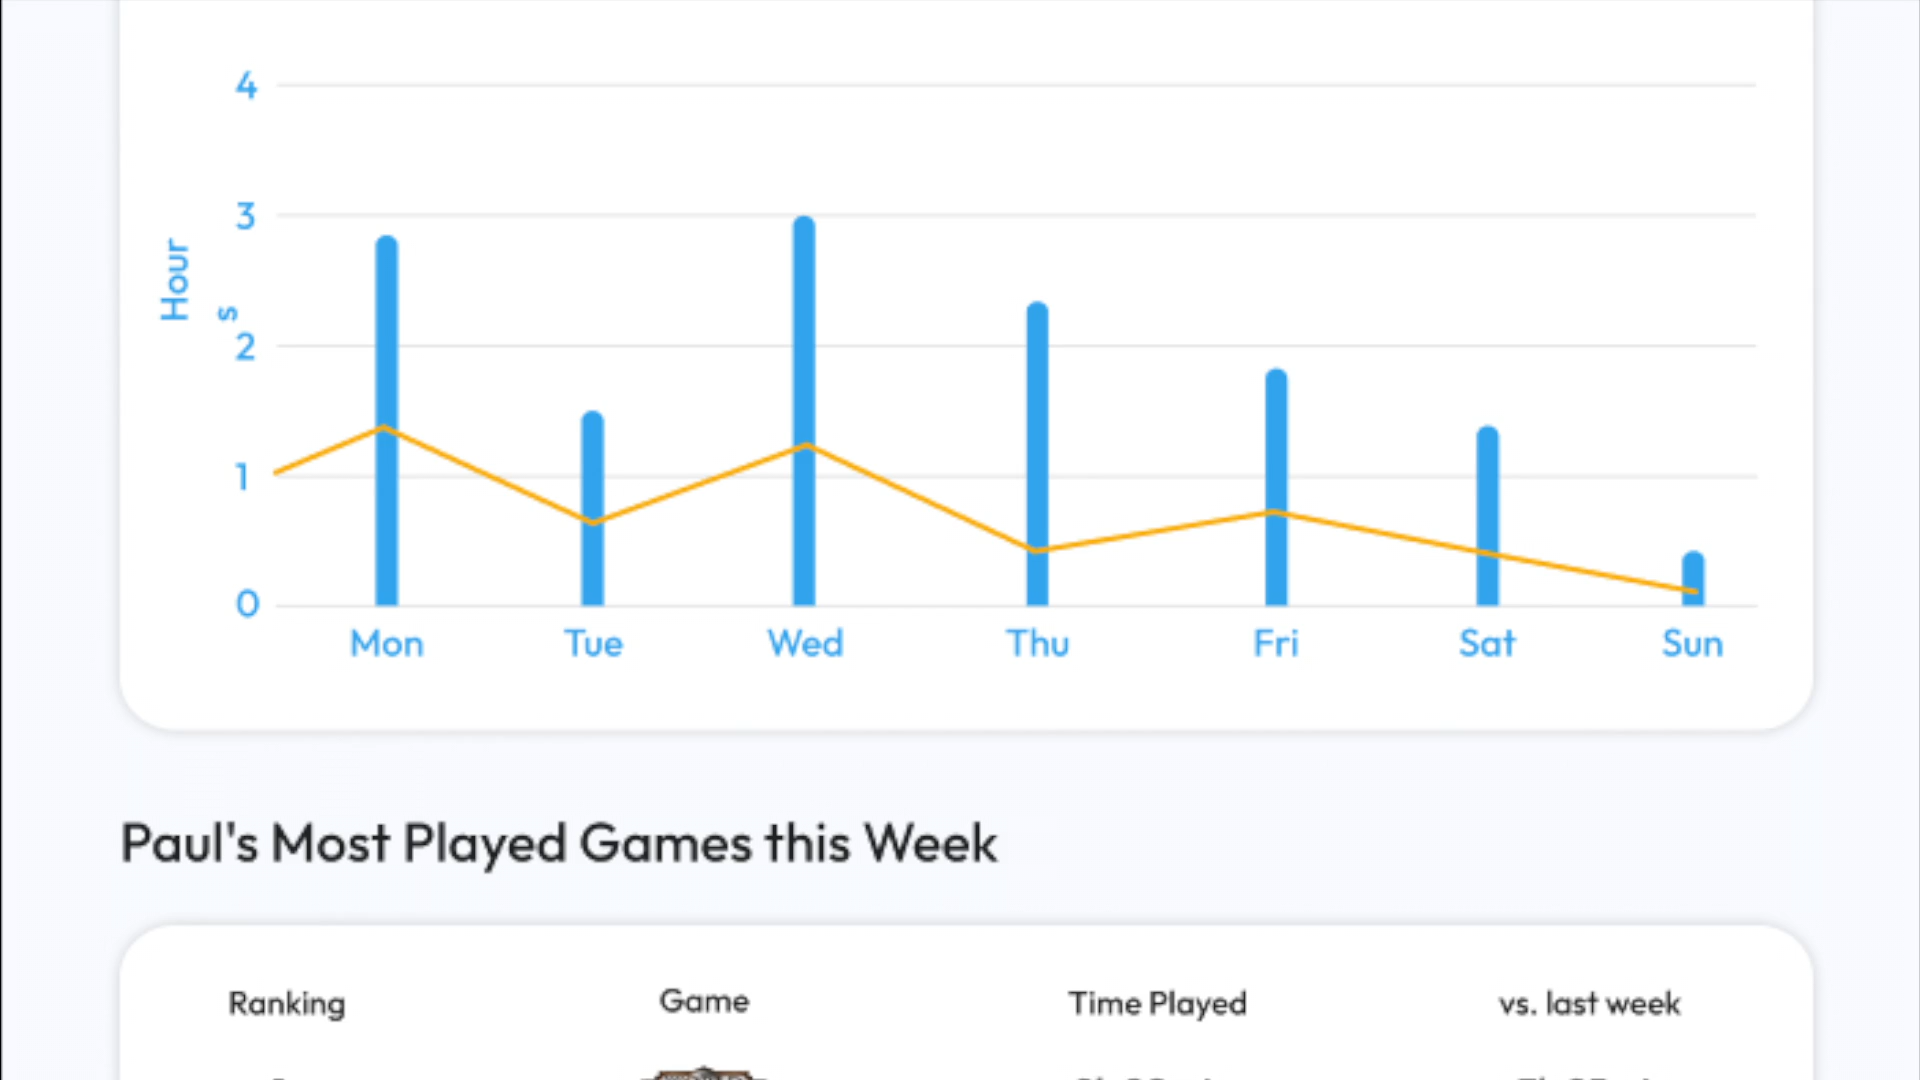 4
3
Hour
s
2
1
0
Mon Tue Wed Thu Fri Sat Sun
Paul's Most Played Games this Week
Ranking Game Time Played vs. last week